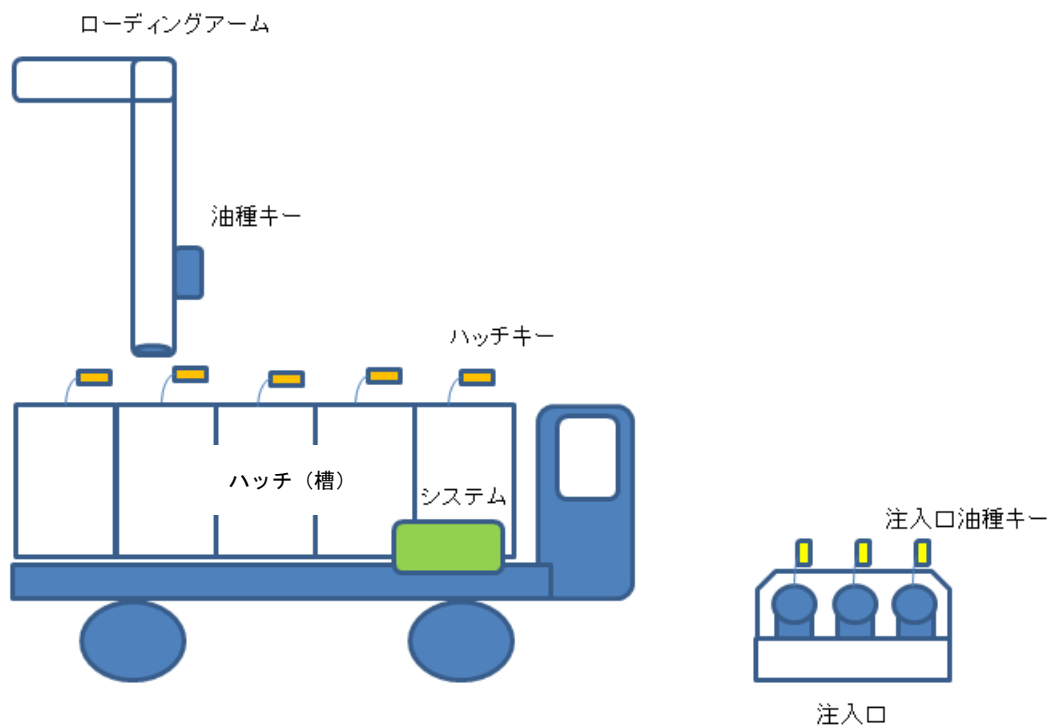 ローディングアーム
油種キー
ハッチキー
ハッチ（槽）
システム
注入口油種キー
注入口